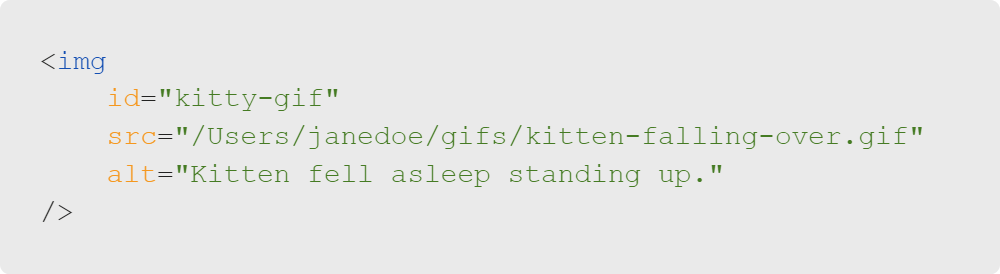 <img
    id="kitty-gif"
    src="/Users/janedoe/gifs/kitten-falling-over.gif"
    alt="Kitten fell asleep standing up."
/>